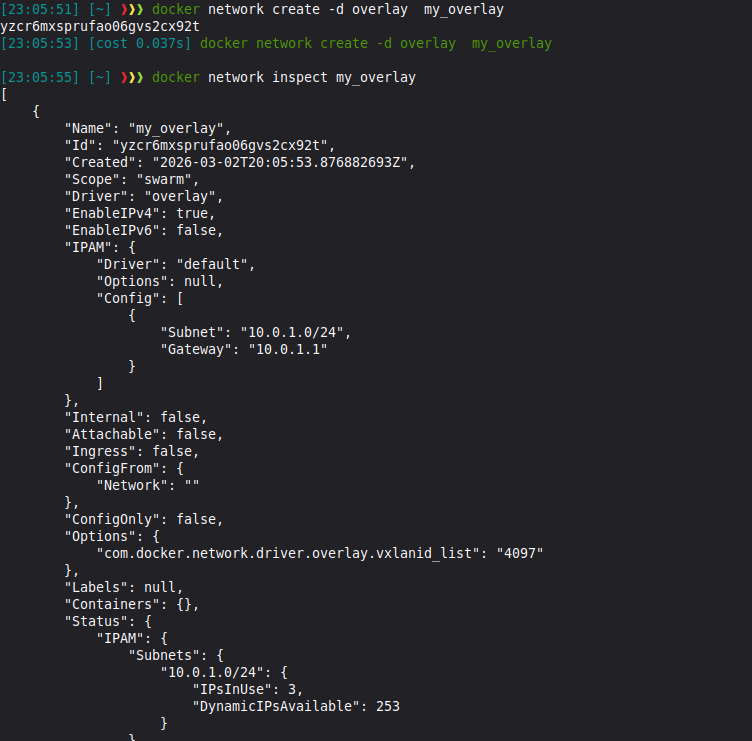 [23:05:51] [~] ❯❯❯ docker network create -d overlay  my_overlay
yzcr6mxsprufao06gvs2cx92t
[23:05:53] [cost 0.037s] docker network create -d overlay  my_overlay
[23:05:55] [~] ❯❯❯ docker network inspect my_overlay
[
    {
        "Name": "my_overlay",
        "Id": "yzcr6mxsprufao06gvs2cx92t",
        "Created": "2026-03-02T20:05:53.876882693Z",
        "Scope": "swarm",
        "Driver": "overlay",
        "EnableIPv4": true,
        "EnableIPv6": false,
        "IPAM": {
            "Driver": "default",
            "Options": null,
            "Config": [
                {
                    "Subnet": "10.0.1.0/24",
                    "Gateway": "10.0.1.1"
                }
            ]
        },
        "Internal": false,
        "Attachable": false,
        "Ingress": false,
        "ConfigFrom": {
            "Network": ""
        },
        "ConfigOnly": false,
        "Options": {
            "com.docker.network.driver.overlay.vxlanid_list": "4097"
        },
        "Labels": null,
        "Containers": {},
        "Status": {
            "IPAM": {
                "Subnets": {
                    "10.0.1.0/24": {
                        "IPsInUse": 3,
                        "DynamicIPsAvailable": 253
                    }
                }